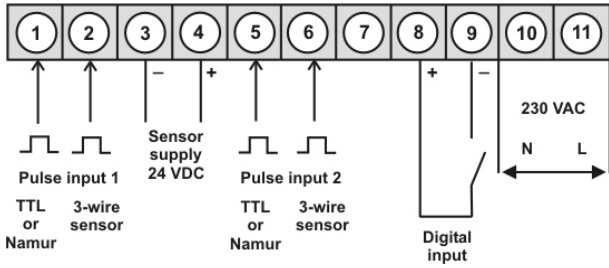 1 2 3 4 5 6 7 8 9 10 11
− + + −
230 VAC
N L
Sensor
supply
24 VDC
Pulse input 1
TTL
or
Namur
3-wire
sensor
Pulse input 2
TTL
or
Namur
3-wire
sensor
Digital
input